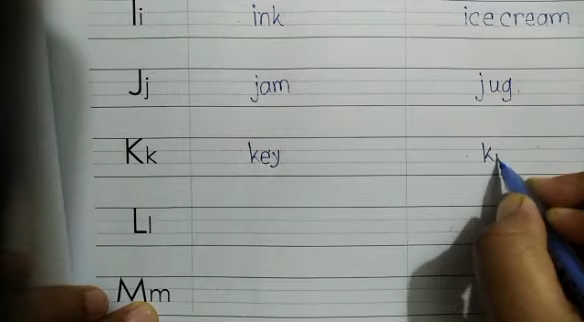 Ii ink ice cream
Jj jam jug
Kk key k
Ll
Mm